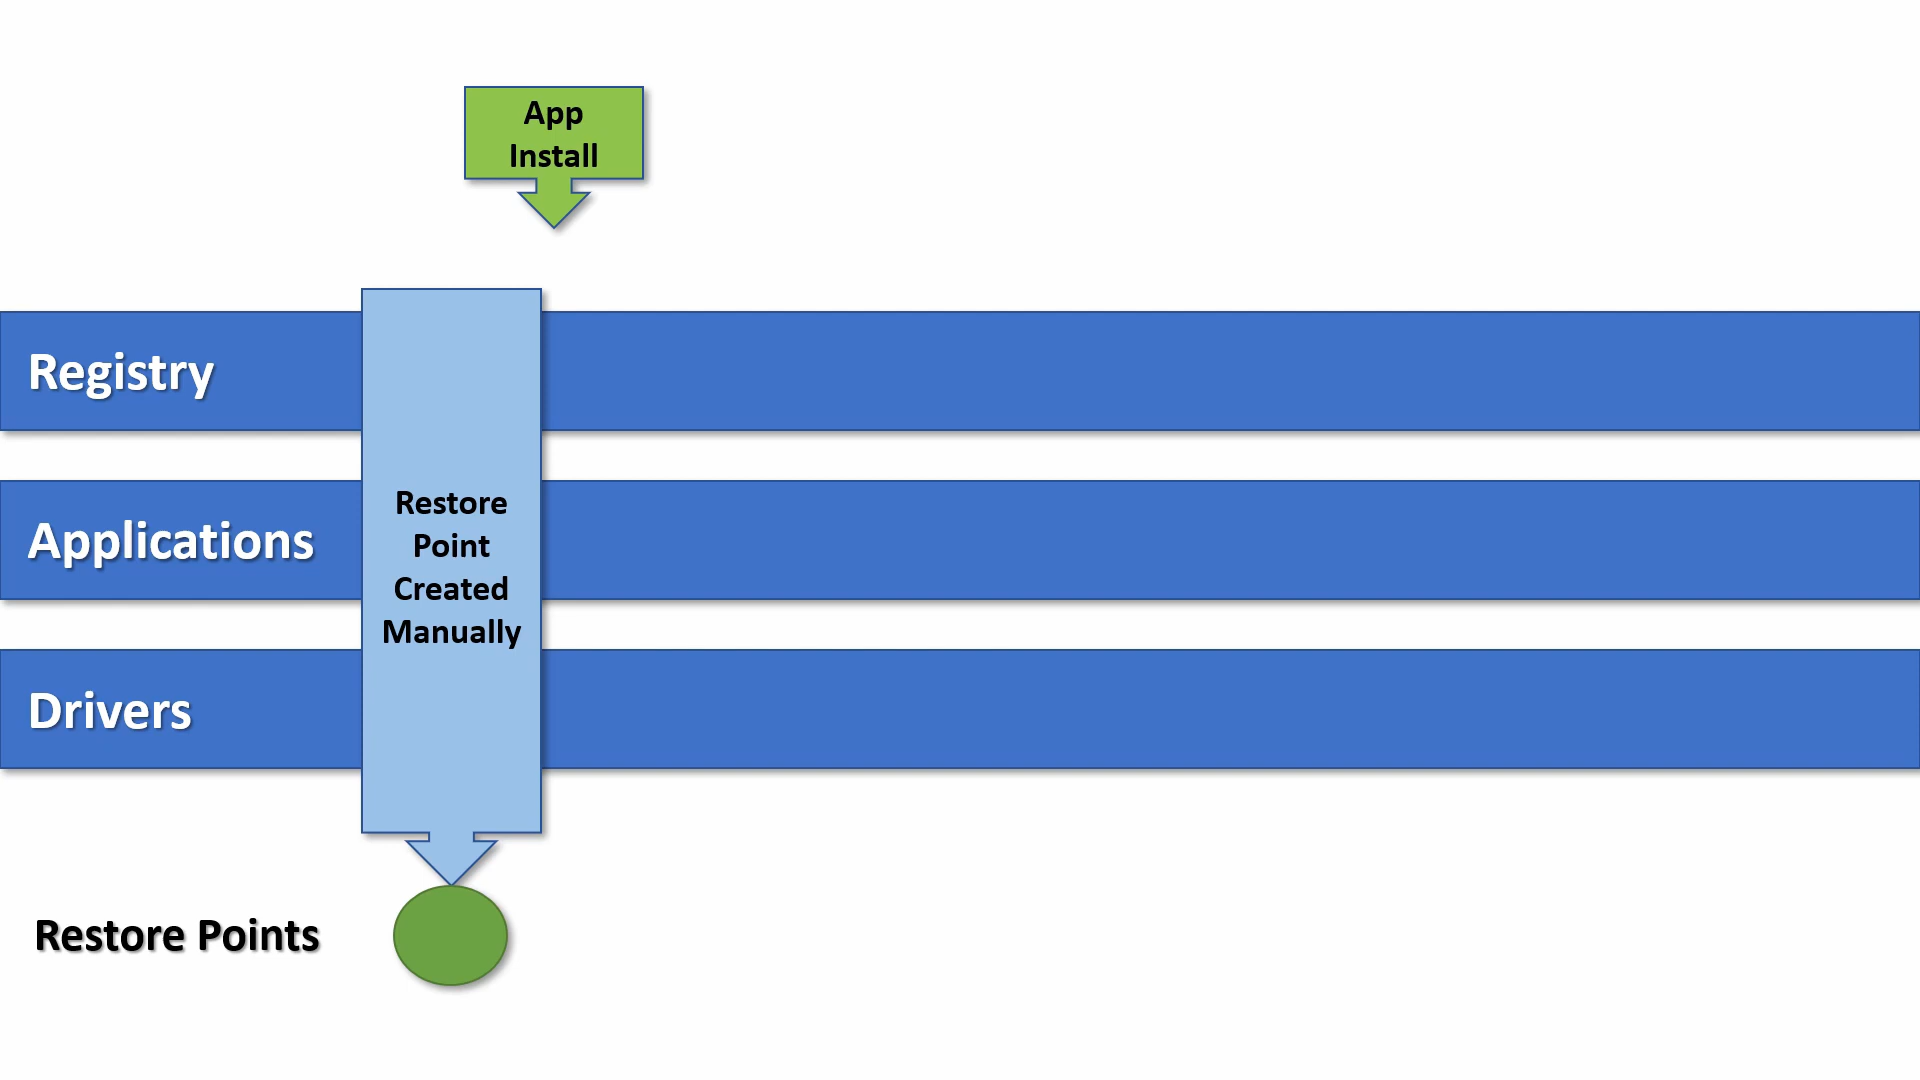 App
Install
Registry
Applications
Drivers
Restore
Point
Created
Manually
Restore Points